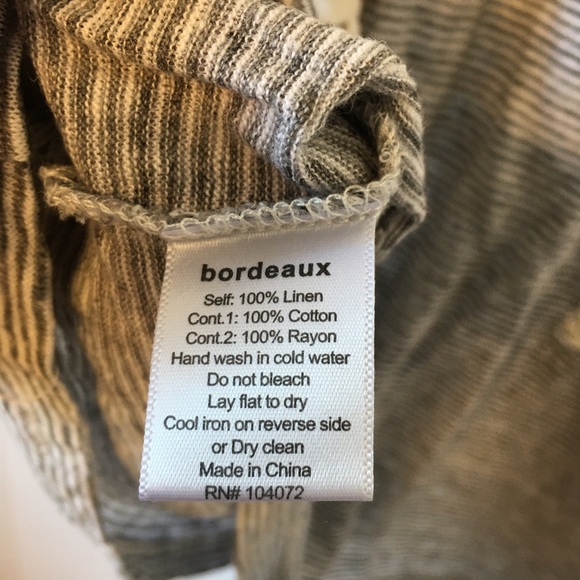 bordeaux
Self: 100% Linen
Cont.1: 100% Cotton
Cont.2: 100% Rayon
Hand wash in cold water
Do not bleach
Lay flat to dry
Cool iron on reverse side
or Dry clean
Made in China
RN# 104072